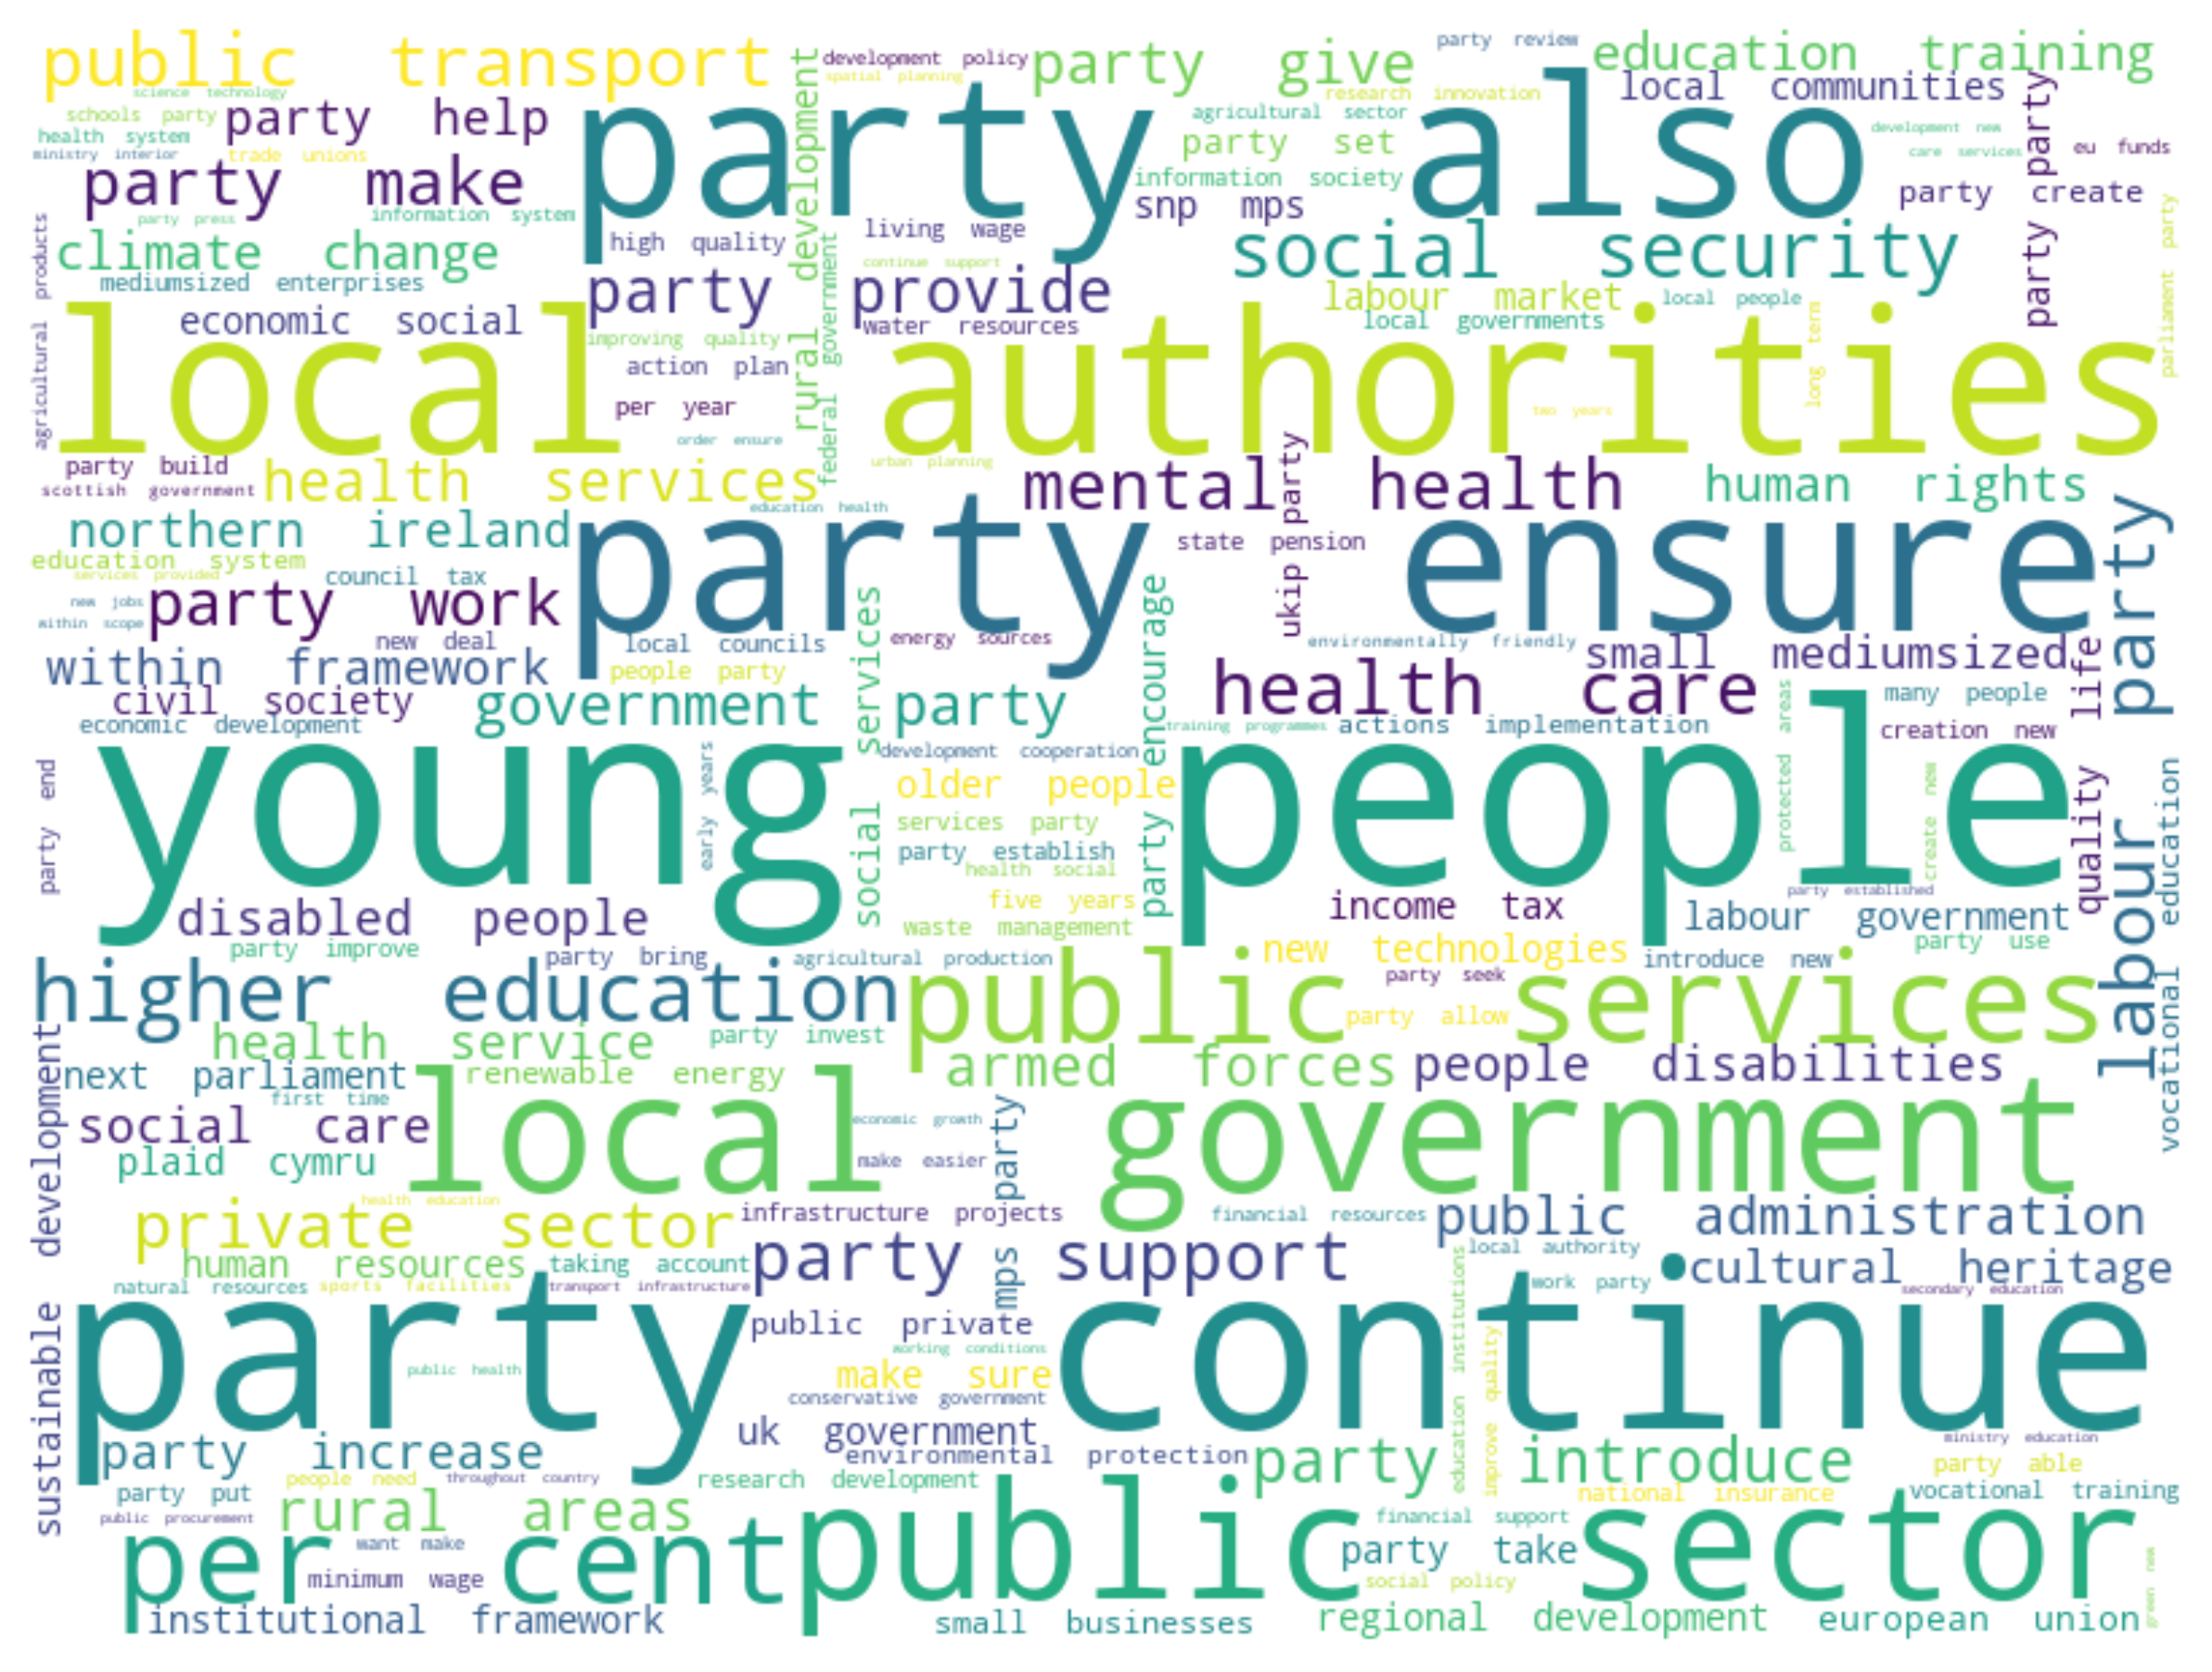 public transport
development policy
party give
party review
education training
spatial planning
science technology
research innovation
local communities
schools party
party help
party also
agricultural sector
health system
party set
development new
ministry interior
trade unions
care services
eu funds
party make
information society
party create
snp mps
party press
information system
living wage
high quality
social security
climate change
continue support
mediumsized enterprises
party provide
labour market
local people
economic social
water resources
local governments
improving quality
local authorities
action plan
per year
two years
order ensure
urban planning
party build
scottish government
health services
mental health
human rights
education health
northern ireland
party ensure
state pension
education system
services provided
council tax
new jobs
party work
within scope
new deal
local councils
energy sources
environmentally friendly
small mediumsized
within framework
people party
health care
civil society
government party
many people
economic development
training programmes
actions implementation
creation new
young people
development cooperation
older people
services party
party establish
health social
party established
five years
income tax
disabled people
labour government
waste management
party improve
new technologies
party use
party bring
agricultural production
introduce new
higher education
party seek
public services
party allow
health service
party invest
next parliament
renewable energy
armed forces
people disabilities
first time
social care
local government
economic growth
plaid cymru
make easier
health education
private sector
infrastructure projects
financial resources
public administration
human resources
taking account
party support
local authority
cultural heritage
natural resources
sports facilities
transport infrastructure
work party
secondary education
party continue
public private
working conditions
public health
make sure
conservative government
uk government
party increase
environmental protection
party introduce
ministry education
people need
throughout country
research development
party able
party put
national insurance
vocational training
public procurement
rural areas
financial support
per cent
want make
public sector
party take
minimum wage
social policy
institutional framework
small businesses
regional development
european union
agricultural products
rural development
federal government
party party
parliament party
long term
ukip party
labour party
quality life
party encourage
social services
early years
protected areas
create new
party end
vocational education
sustainable development
mps party
education institutions
improve quality
green new